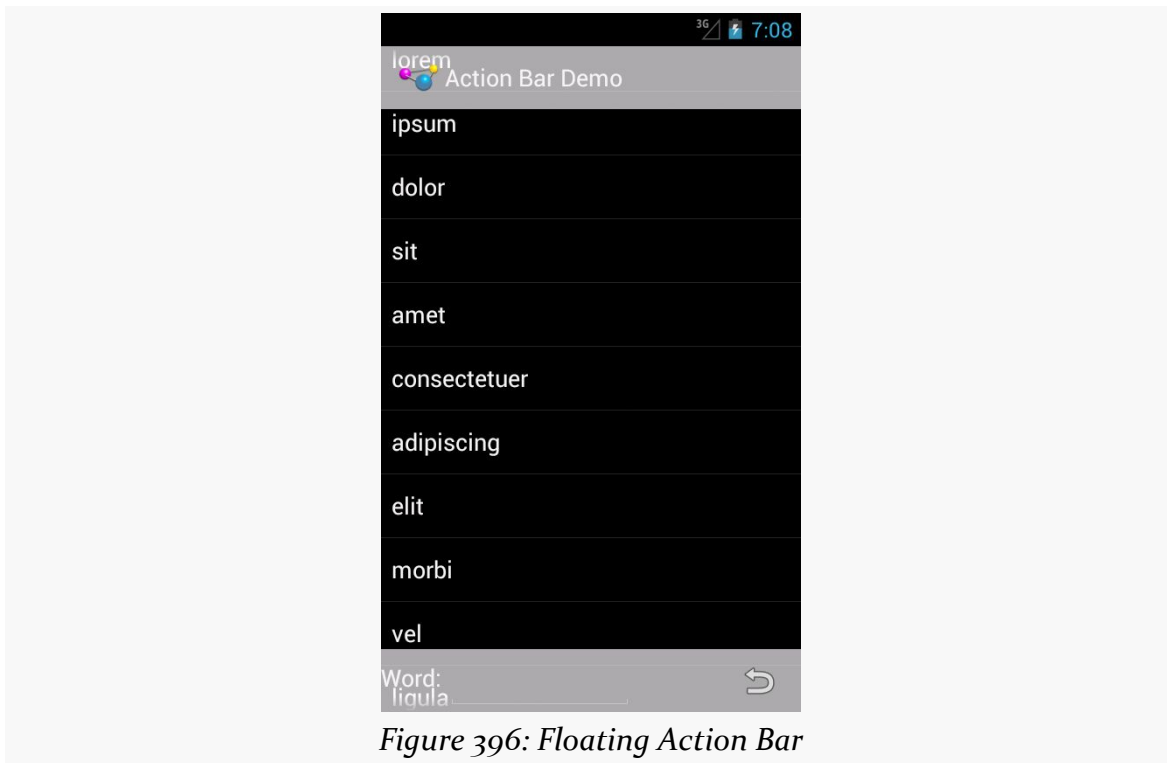 3G 7:08
lorem
Action Bar Demo
ipsum
dolor
sit
amet
consectetuer
adipiscing
elit
morbi
vel
Word:
ligula
Figure 396: Floating Action Bar